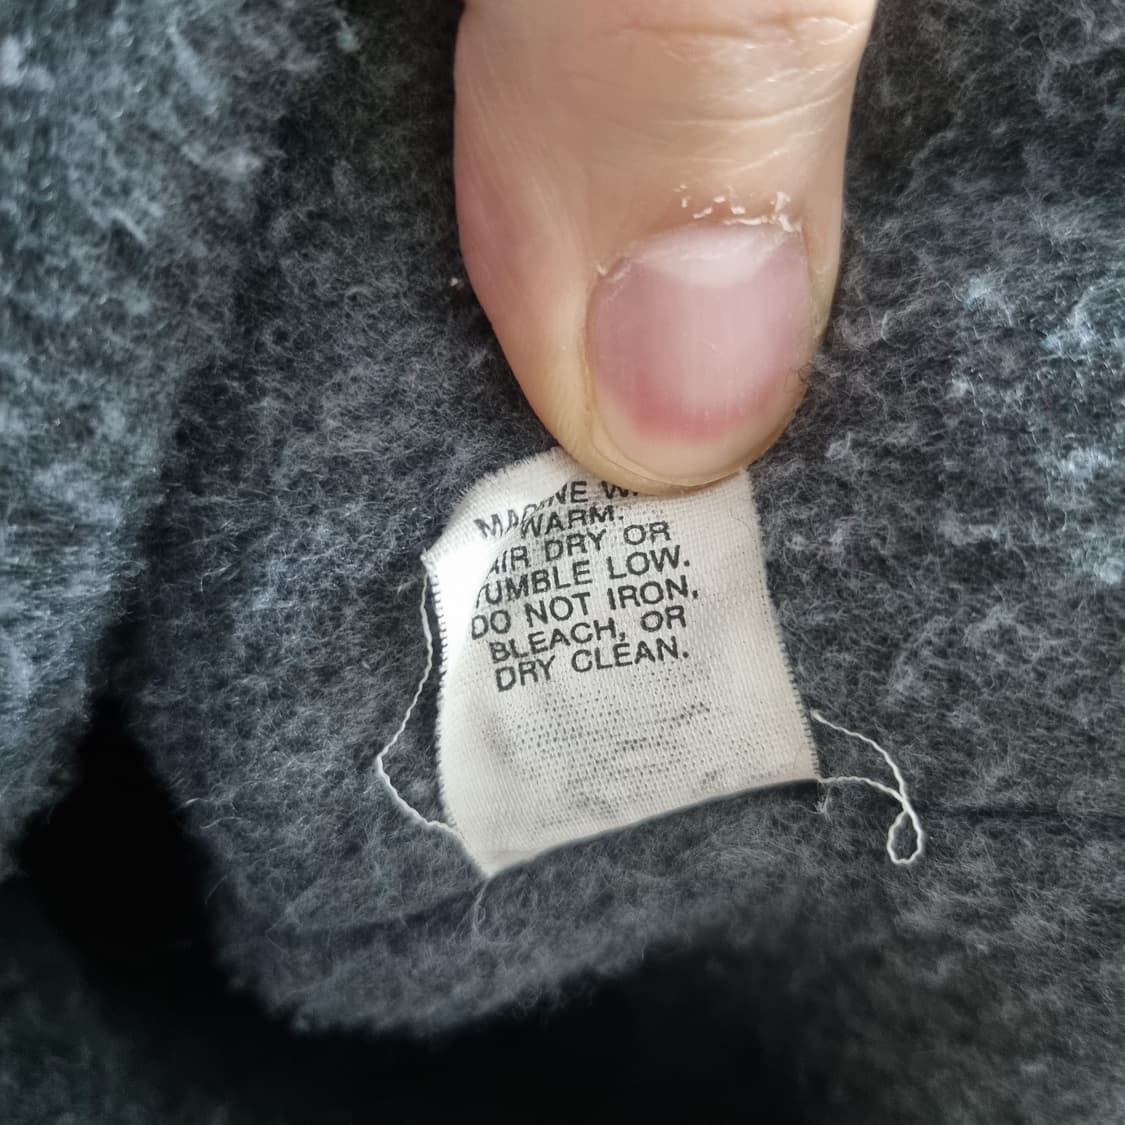 MACHINE W
WARM.
AIR DRY OR
TUMBLE LOW.
DO NOT IRON,
BLEACH, OR
DRY CLEAN.